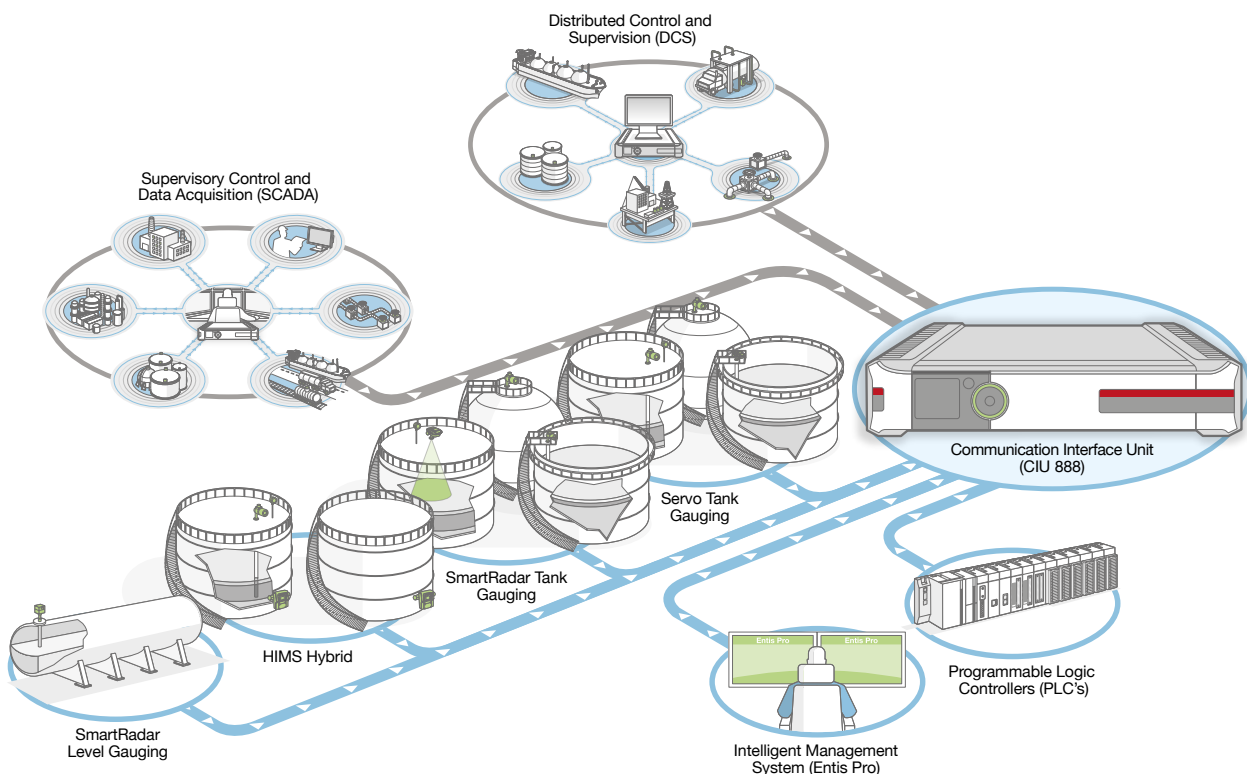 Distributed Control and
Supervision (DCS)
Supervisory Control and
Data Acquisition (SCADA)
Communication Interface Unit
(CIU 888)
Servo Tank
Gauging
SmartRadar Tank
Gauging
HIMS Hybrid
SmartRadar
Level Gauging
Entis Pro
Entis Pro
Programmable Logic
Controllers (PLC's)
Intelligent Management
System (Entis Pro)